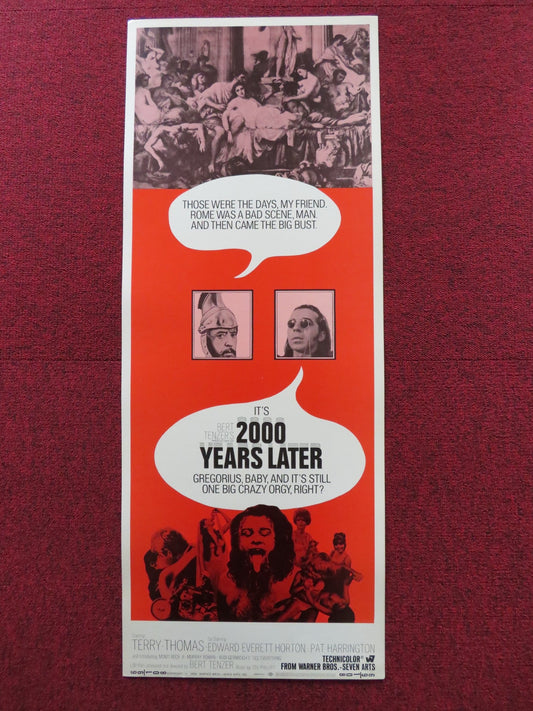 THOSE WERE THE DAYS, MY FRIEND.
ROME WAS A BAD SCENE, MAN.
AND THEN CAME THE BIG BUST.
IT'S
BERT
TENZER'S
2000
YEARS LATER
GREGORIUS, BABY, AND IT'S STILL
ONE BIG CRAZY ORGY, RIGHT?
TERRY-THOMAS EDWARD EVERETT HORTON PAT HARRINGTON
BERT TENZER
TECHNICOLOR®
FROM WARNER BROS.-SEVEN ARTS